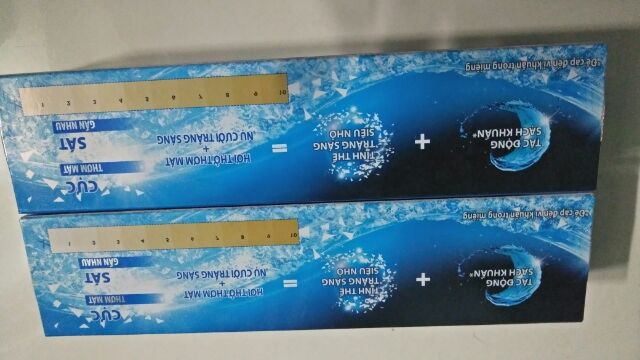 TÁC ĐỘNG
SẠCH KHUẨN*
+
TINH THỂ
TRẮNG SÁNG
SIÊU NHỎ
=
HƠI THỞ THƠM MÁT
+
NỤ CƯỜI TRẮNG SÁNG
CỰC
THƠM MÁT
SÁT
GẦN NHAU
*Đề cập đến vi khuẩn trong miệng
10 9 8 7 6 5 4 3 2 1
TÁC ĐỘNG
SẠCH KHUẨN*
+
TINH THỂ
TRẮNG SÁNG
SIÊU NHỎ
=
HƠI THỞ THƠM MÁT
+
NỤ CƯỜI TRẮNG SÁNG
CỰC
THƠM MÁT
SÁT
GẦN NHAU
*Đề cập đến vi khuẩn trong miệng
10 9 8 7 6 5 4 3 2 1